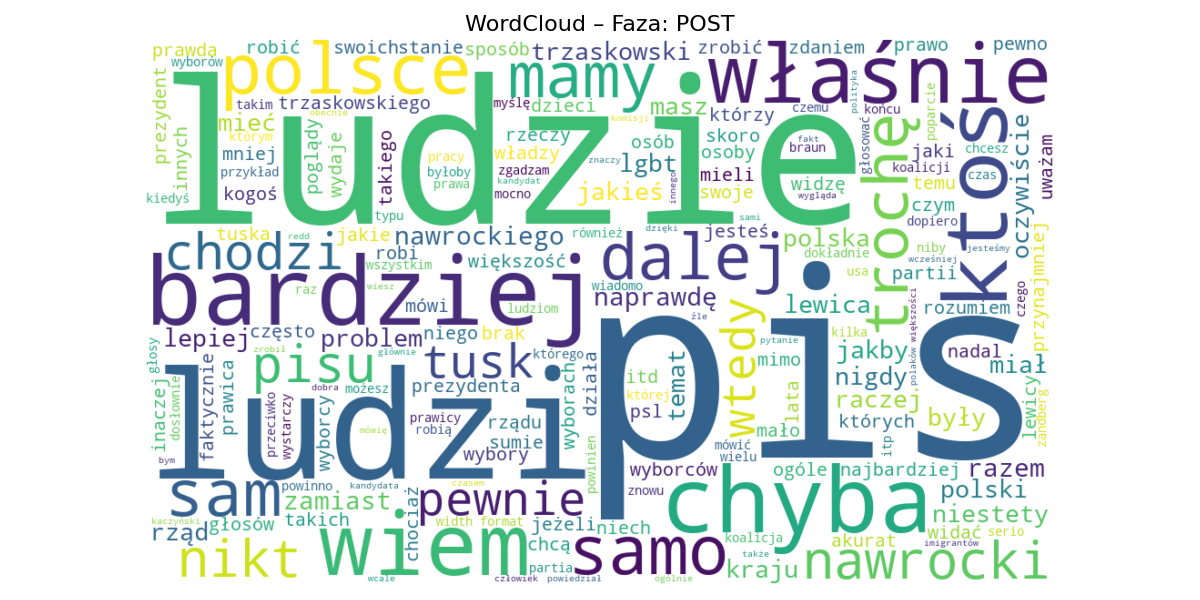 WordCloud – Faza: POST
prawda robić swoich stanie sposób trzaskowski zrobić zdaniem prawo pewno
wyborów polsce mamy właśnie
prezydent takim trzaskowskiego myślę dzieci masz którzy czemu polityka końcu poparcie
obecnie komisji
mieć którym poglądy wydaje takiego rzeczy osób skoro fakt braun głosować jaki chcesz
innych mniej pracy władzy znaczy lgbt osoby koalicji oczywiście uważam
przykład byłoby zgadzam mieli widzę temu czas
kiedyś kogoś prawa kandydat mocno jakieś innego swoje wygląda czym
ludzie trochę ktoś
typu sami dopiero
tuska redd jakie nawrockiego również dzięki jesteś polska niby jesteśmy
chodzi robi większość dalej dokładnie wcześniej
wszystkim usa partii przynajmniej
bardziej raz wiesz mówi ludziom wiadomo naprawdę lewica rozumiem czego
lepiej często problem niego brak źle kilka większości
głosy zrobił głównie którego pytanie jakby nadal miał
pisu tusk mimo polaków
inaczej dosłownie faktycznie prawica dobra możesz prezydenta działa itd której temat wtedy lata nigdy
przeciwko wystarczy wyborcy prawicy rządu wyborach psl raczej były lewicy zandberg
ludzi pis
mówię robią sumie mało których itp
bym wybory powinien mówić wielu
wyborców ogóle najbardziej razem
sam powinno kandydata czasem znowu chyba polski
zamiast pewnie niestety
kaczyński width format
rząd głosów takich chociaż jeżeli niech koalicja akurat widać serio
nikt wiem chcą samo także imigrantów
partia kraju nawrocki
wcale człowiek powiedział ogólnie